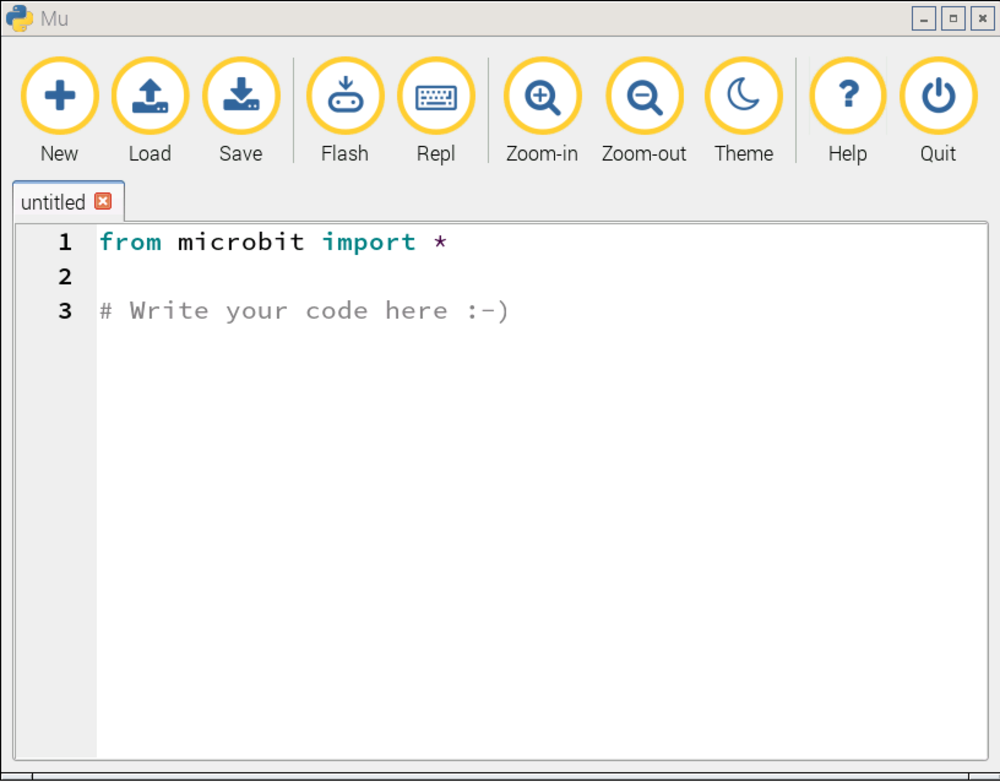 Mu
New Load Save Flash Repl Zoom-in Zoom-out Theme Help Quit
untitled
1 from microbit import *
2
3 # Write your code here :-)